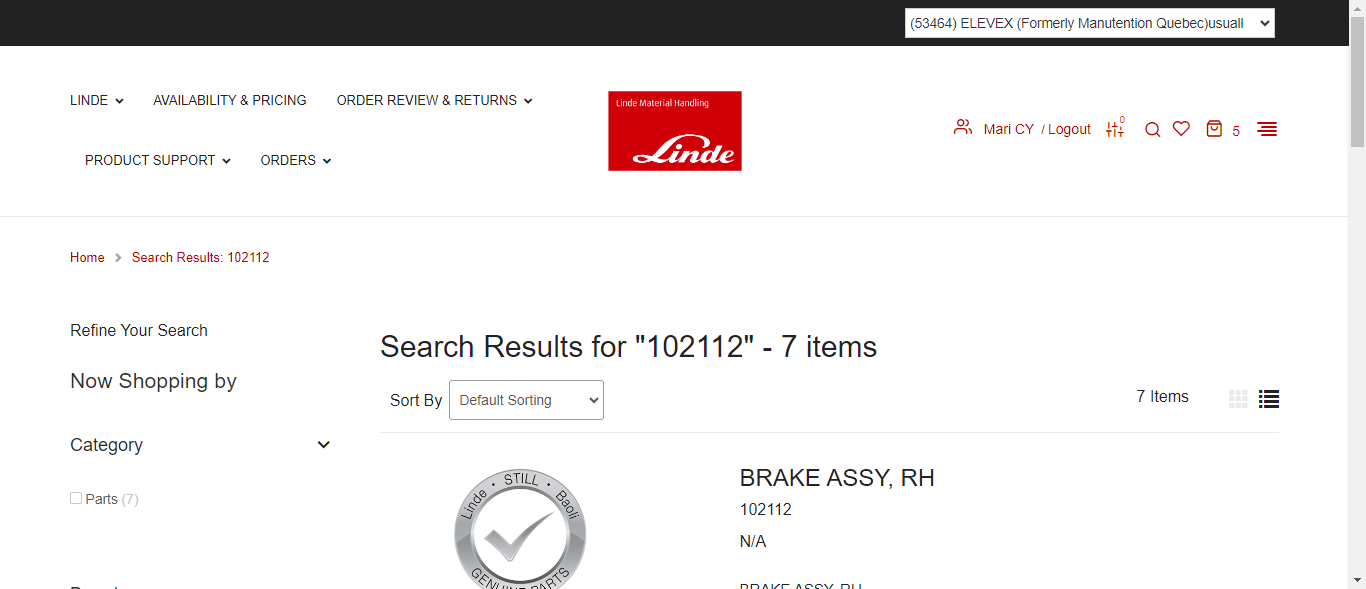 (53464) ELEVEX (Formerly Manutention Quebec)usuall
LINDE
AVAILABILITY & PRICING
ORDER REVIEW & RETURNS
Linde Material Handling
Linde
Mari CY / Logout
0
5
PRODUCT SUPPORT
ORDERS
Home
Search Results: 102112
Refine Your Search
Search Results for "102112" - 7 items
Now Shopping by
Sort By
Default Sorting
7 Items
Category
Parts (7)
Linde • STILL • Baoli
GENUINE PARTS
BRAKE ASSY, RH
102112
N/A
BRAKE ASSY, RH